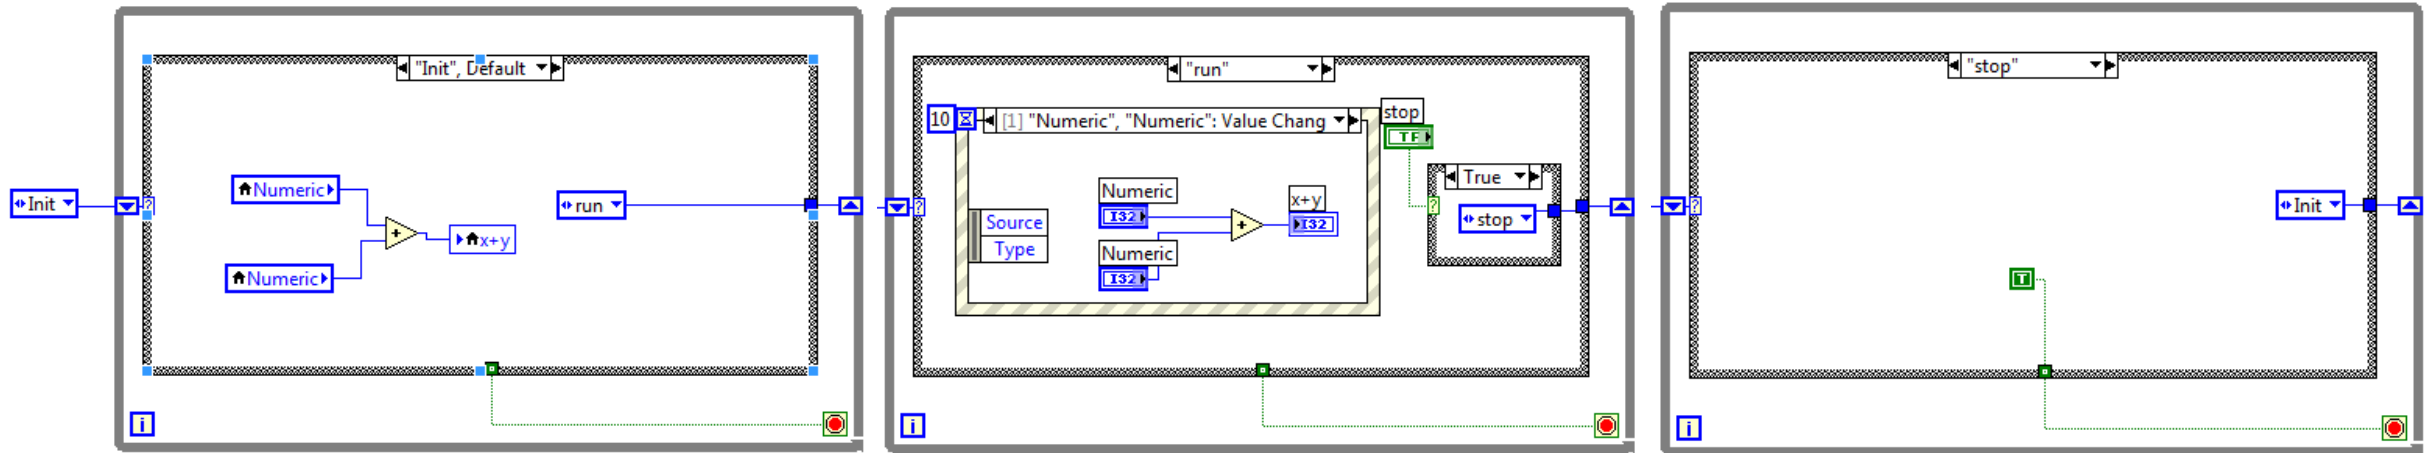 "Init", Default
Init
Numeric
run
+
x+y
Numeric
i
"run"
10
[1] "Numeric", "Numeric": Value Chang
stop
TF
True
?
Numeric
I32
x+y
I32
Source
Type
+
stop
Numeric
I32
i
"stop"
?
Init
T
i